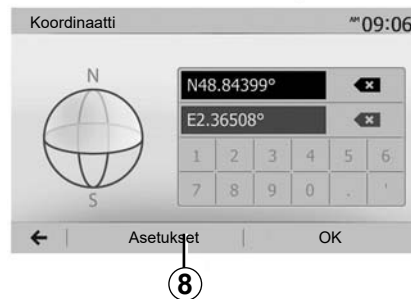 Koordinaatti AM 09:06
N
N48.84399°
E2.36508°
1 2 3 4 5 6
7 8 9 0 . '
S
Asetukset OK
8